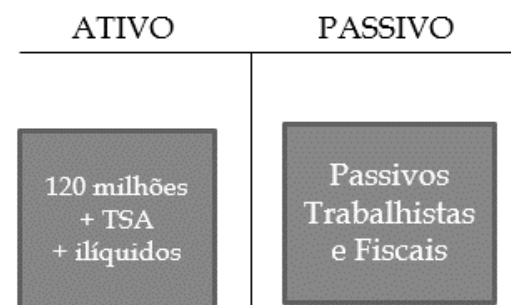 ATIVO
PASSIVO
120 milhões
+ TSA
+ ilíquidos
Passivos
Trabalhistas
e Fiscais